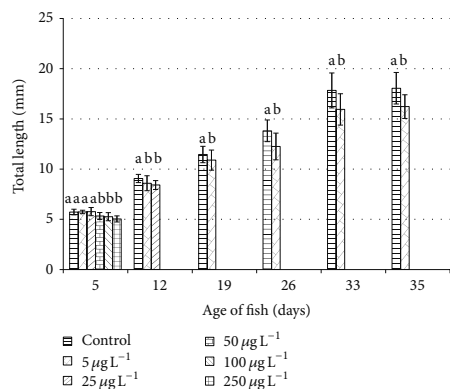 25
20
15
10
5
0
Total length (mm)
aaaabbb
a b b
a b
a b
a b
a b
5 12 19 26 33 35
Age of fish (days)
Control
5 μg L⁻¹
25 μg L⁻¹
50 μg L⁻¹
100 μg L⁻¹
250 μg L⁻¹